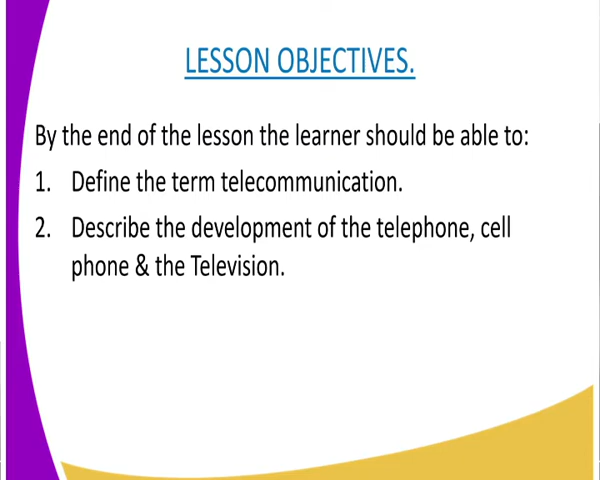 LESSON OBJECTIVES.
By the end of the lesson the learner should be able to:
1. Define the term telecommunication.
2. Describe the development of the telephone, cell
phone & the Television.